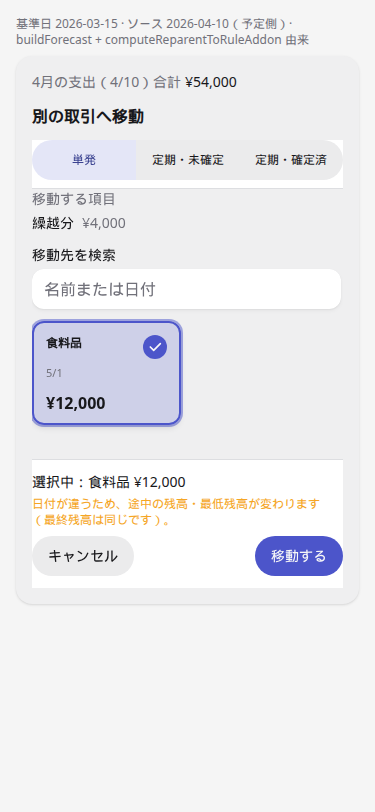 基準日 2026-03-15 · ソース 2026-04-10（予定側）·
buildForecast + computeReparentToRuleAddon 由来
4月の支出（4/10）合計 ¥54,000
別の取引へ移動
単発 定期・未確定 定期・確定済
移動する項目
繰越分 ¥4,000
移動先を検索
名前または日付
食料品
5/1
¥12,000
選択中：食料品 ¥12,000
日付が違うため、途中の残高・最低残高が変わります
（最終残高は同じです）。
キャンセル 移動する